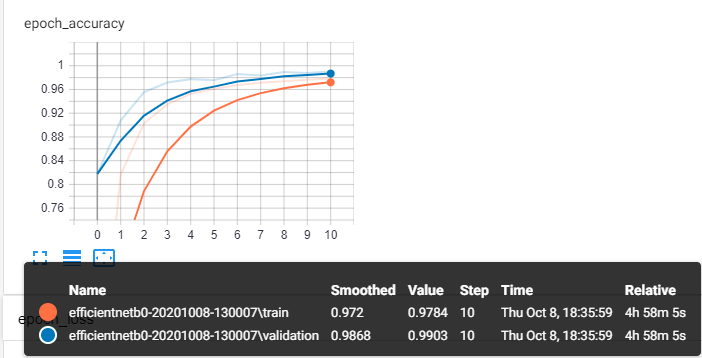 epoch_accuracy
1
0.96
0.92
0.88
0.84
0.8
0.76
0 1 2 3 4 5 6 7 8 9 10
Name Smoothed Value Step Time Relative
efficientnetb0-20201008-130007\train 0.972 0.9784 10 Thu Oct 8, 18:35:59 4h 58m 5s
epoch_loss
efficientnetb0-20201008-130007\validation 0.9868 0.9903 10 Thu Oct 8, 18:35:59 4h 58m 5s